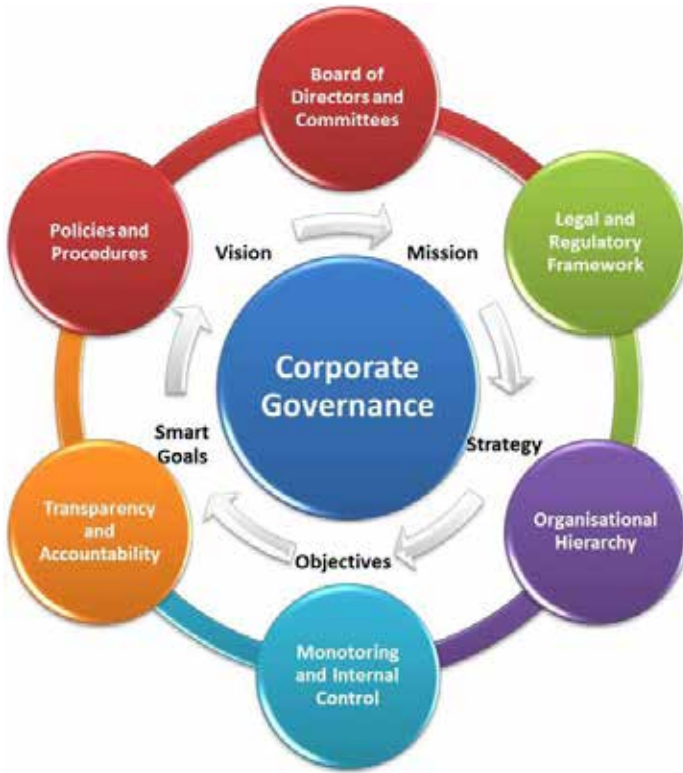 Board of
Directors and
Committees
Policies and
Procedures
Legal and
Regulatory
Framework
Vision
Mission
Corporate
Governance
Smart
Goals
Strategy
Transparency
and
Accountability
Organisational
Hierarchy
Objectives
Monotoring
and Internal
Control